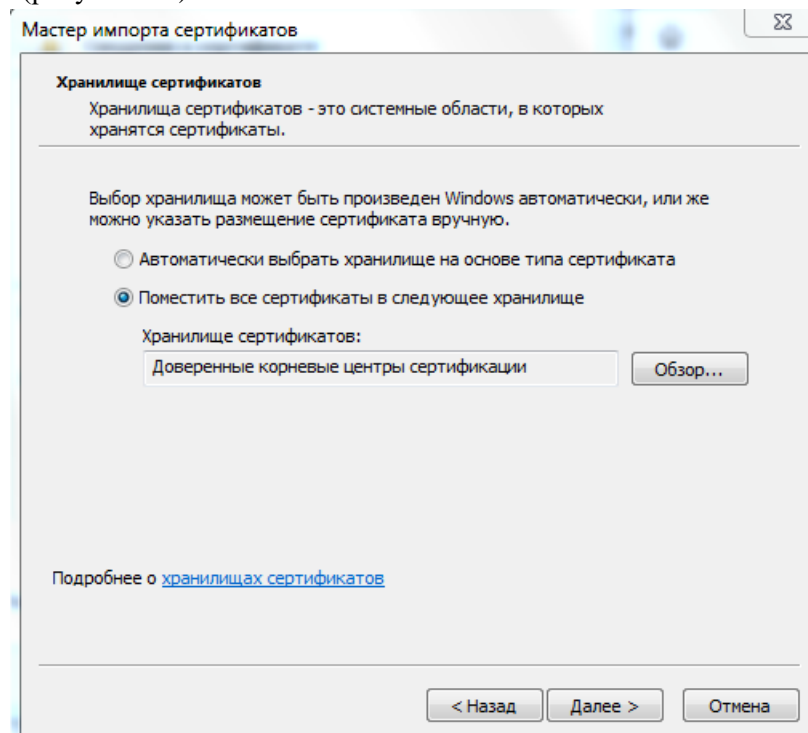 Мастер импорта сертификатов
Хранилище сертификатов
Хранилища сертификатов - это системные области, в которых
хранятся сертификаты.
Выбор хранилища может быть произведен Windows автоматически, или же
можно указать размещение сертификата вручную.
Автоматически выбрать хранилище на основе типа сертификата
Поместить все сертификаты в следующее хранилище
Хранилище сертификатов:
Доверенные корневые центры сертификации
Обзор...
Подробнее о хранилищах сертификатов
< Назад Далее > Отмена